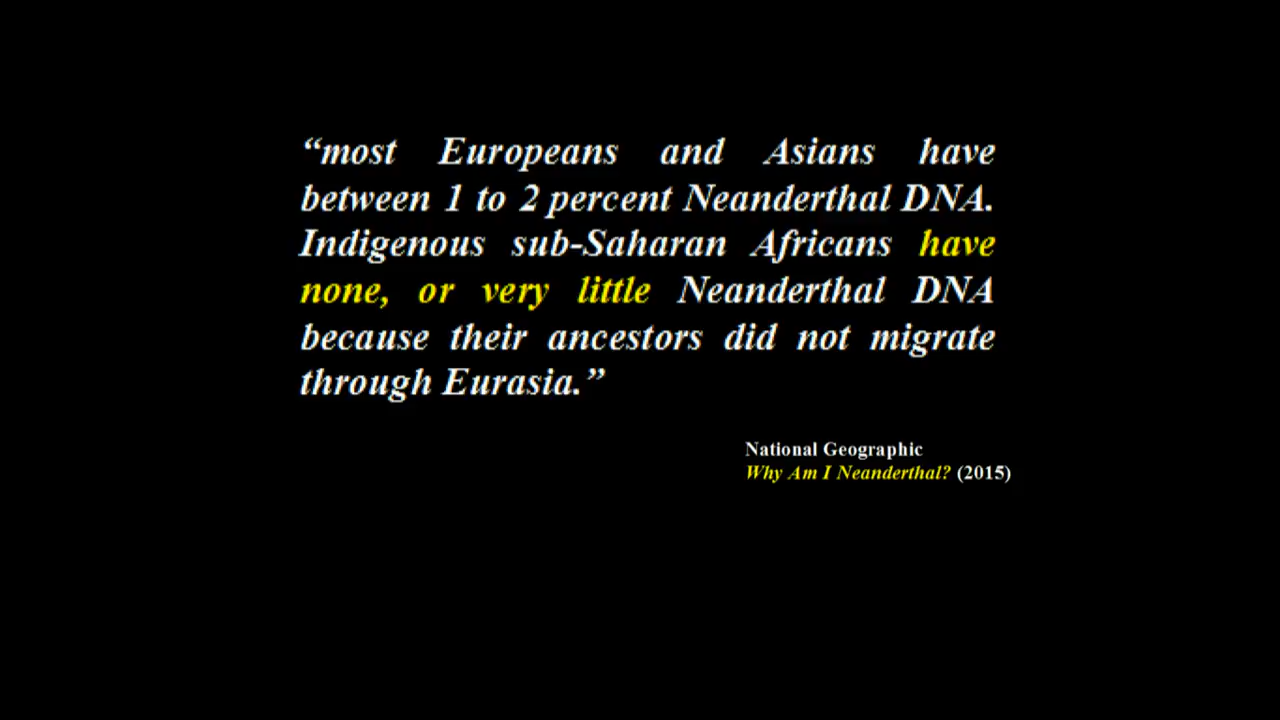 “most Europeans and Asians have
between 1 to 2 percent Neanderthal DNA.
Indigenous sub-Saharan Africans have
none, or very little Neanderthal DNA
because their ancestors did not migrate
through Eurasia.”
National Geographic
Why Am I Neanderthal? (2015)